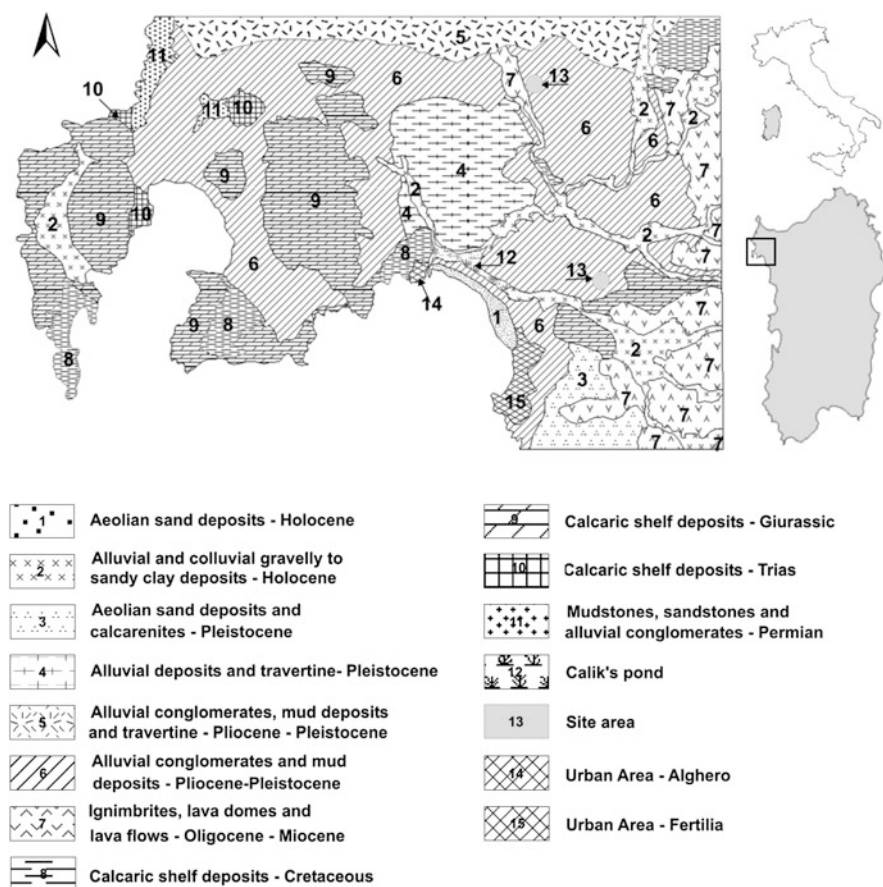 5
11
9
6
7
13
10
11
10
2
7
2
6
6
4
7
9
2
6
10
9
2
9
4
2
7
7
8
12
6
13
14
1
7
9
8
6
2
8
3
15
7
7
7
7
7
1 Aeolian sand deposits - Holocene
2 Alluvial and colluvial gravelly to
sandy clay deposits - Holocene
3 Aeolian sand deposits and
calcarenites - Pleistocene
4 Alluvial deposits and travertine- Pleistocene
5 Alluvial conglomerates, mud deposits
and travertine - Pliocene - Pleistocene
6 Alluvial conglomerates and mud
deposits - Pliocene-Pleistocene
7 Ignimbrites, lava domes and
lava flows - Oligocene - Miocene
8 Calcaric shelf deposits - Cretaceous
9 Calcaric shelf deposits - Giurassic
10 Calcaric shelf deposits - Trias
11 Mudstones, sandstones and
alluvial conglomerates - Permian
12 Calik's pond
13 Site area
14 Urban Area - Alghero
15 Urban Area - Fertilia